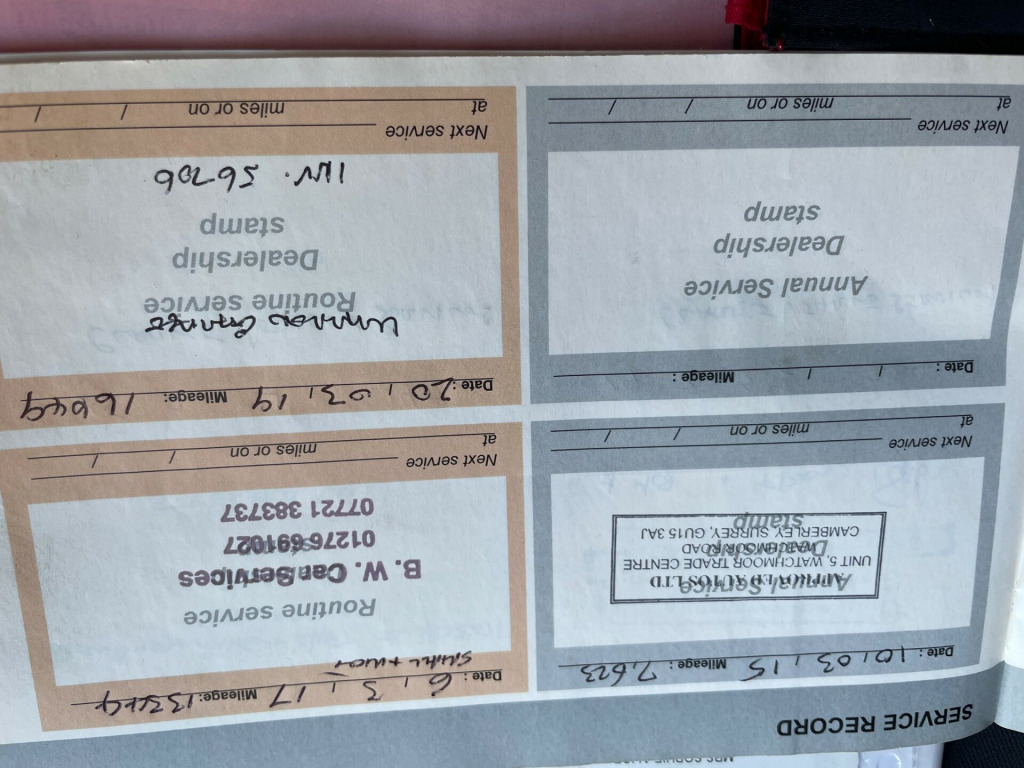 SERVICE RECORD
Date : 10 / 03 / 15 Mileage : 7,623
Annual Service
Dealership
stamp
APPROVED AUTOS LTD
UNIT 5, WATCHMOOR TRADE CENTRE
WATCHMOOR ROAD
CAMBERLEY, SURREY, GU15 3AJ
Next service
at miles or on / /
Date : 6 / 3 / 17 Mileage:
Routine service
B. W. Car Services
01276 691027
07721 383737
Next service
at miles or on / /
Date : / / Mileage :
Annual Service
Dealership
stamp
Next service
at miles or on / /
Date : 20 / 03 / 19 Mileage:
Routine service
Dealership
stamp
INV. 56706
Next service
at miles or on / /